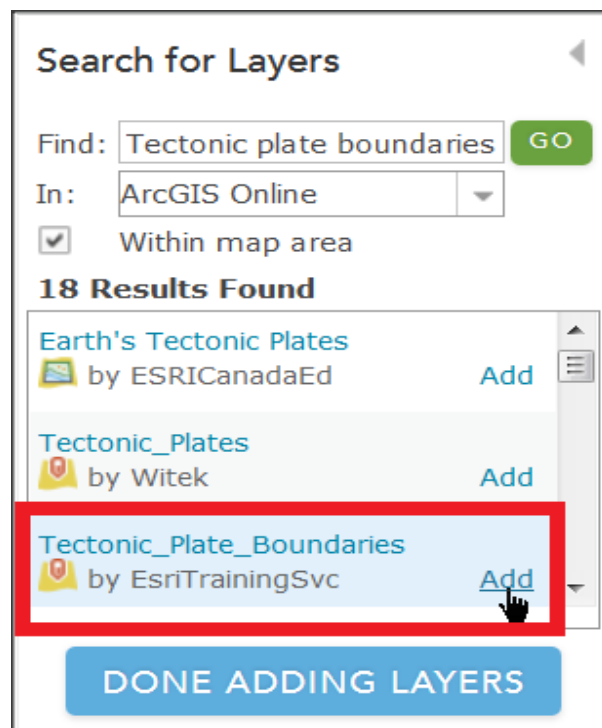 Search for Layers
Find: Tectonic plate boundaries GO
In: ArcGIS Online
Within map area
18 Results Found
Earth's Tectonic Plates
by ESRICanadaEd Add
Tectonic_Plates
by Witek Add
Tectonic_Plate_Boundaries
by EsriTrainingSvc Add
DONE ADDING LAYERS